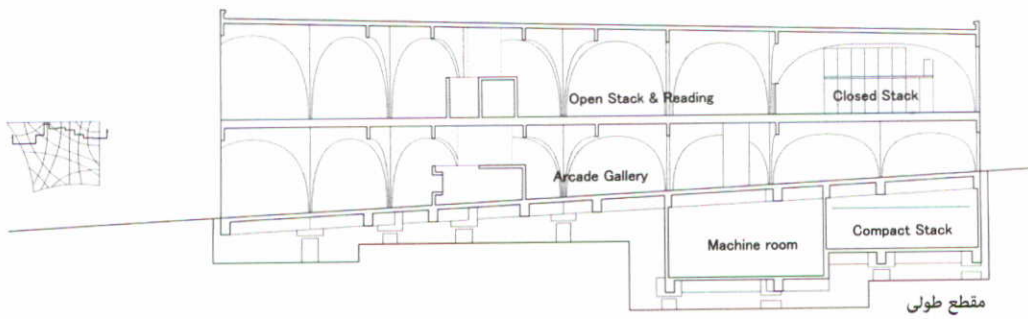 Open Stack & Reading
Closed Stack
Arcade Gallery
Machine room
Compact Stack
مقطع طولی